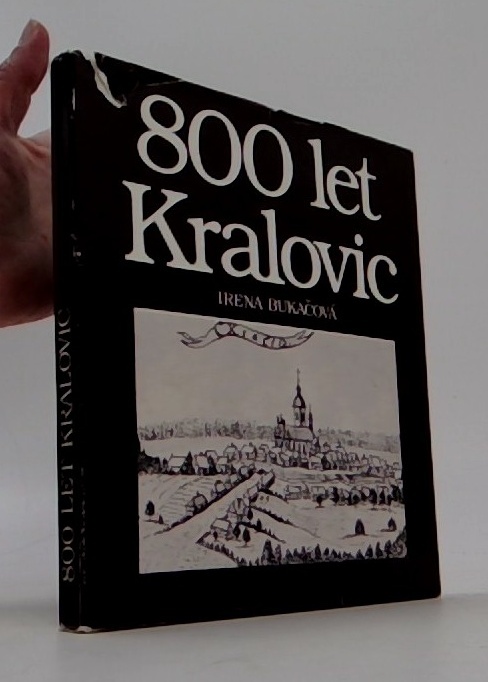 800 let
Kralovic
IRENA BUKAČOVÁ
800 LET KRALOVIC